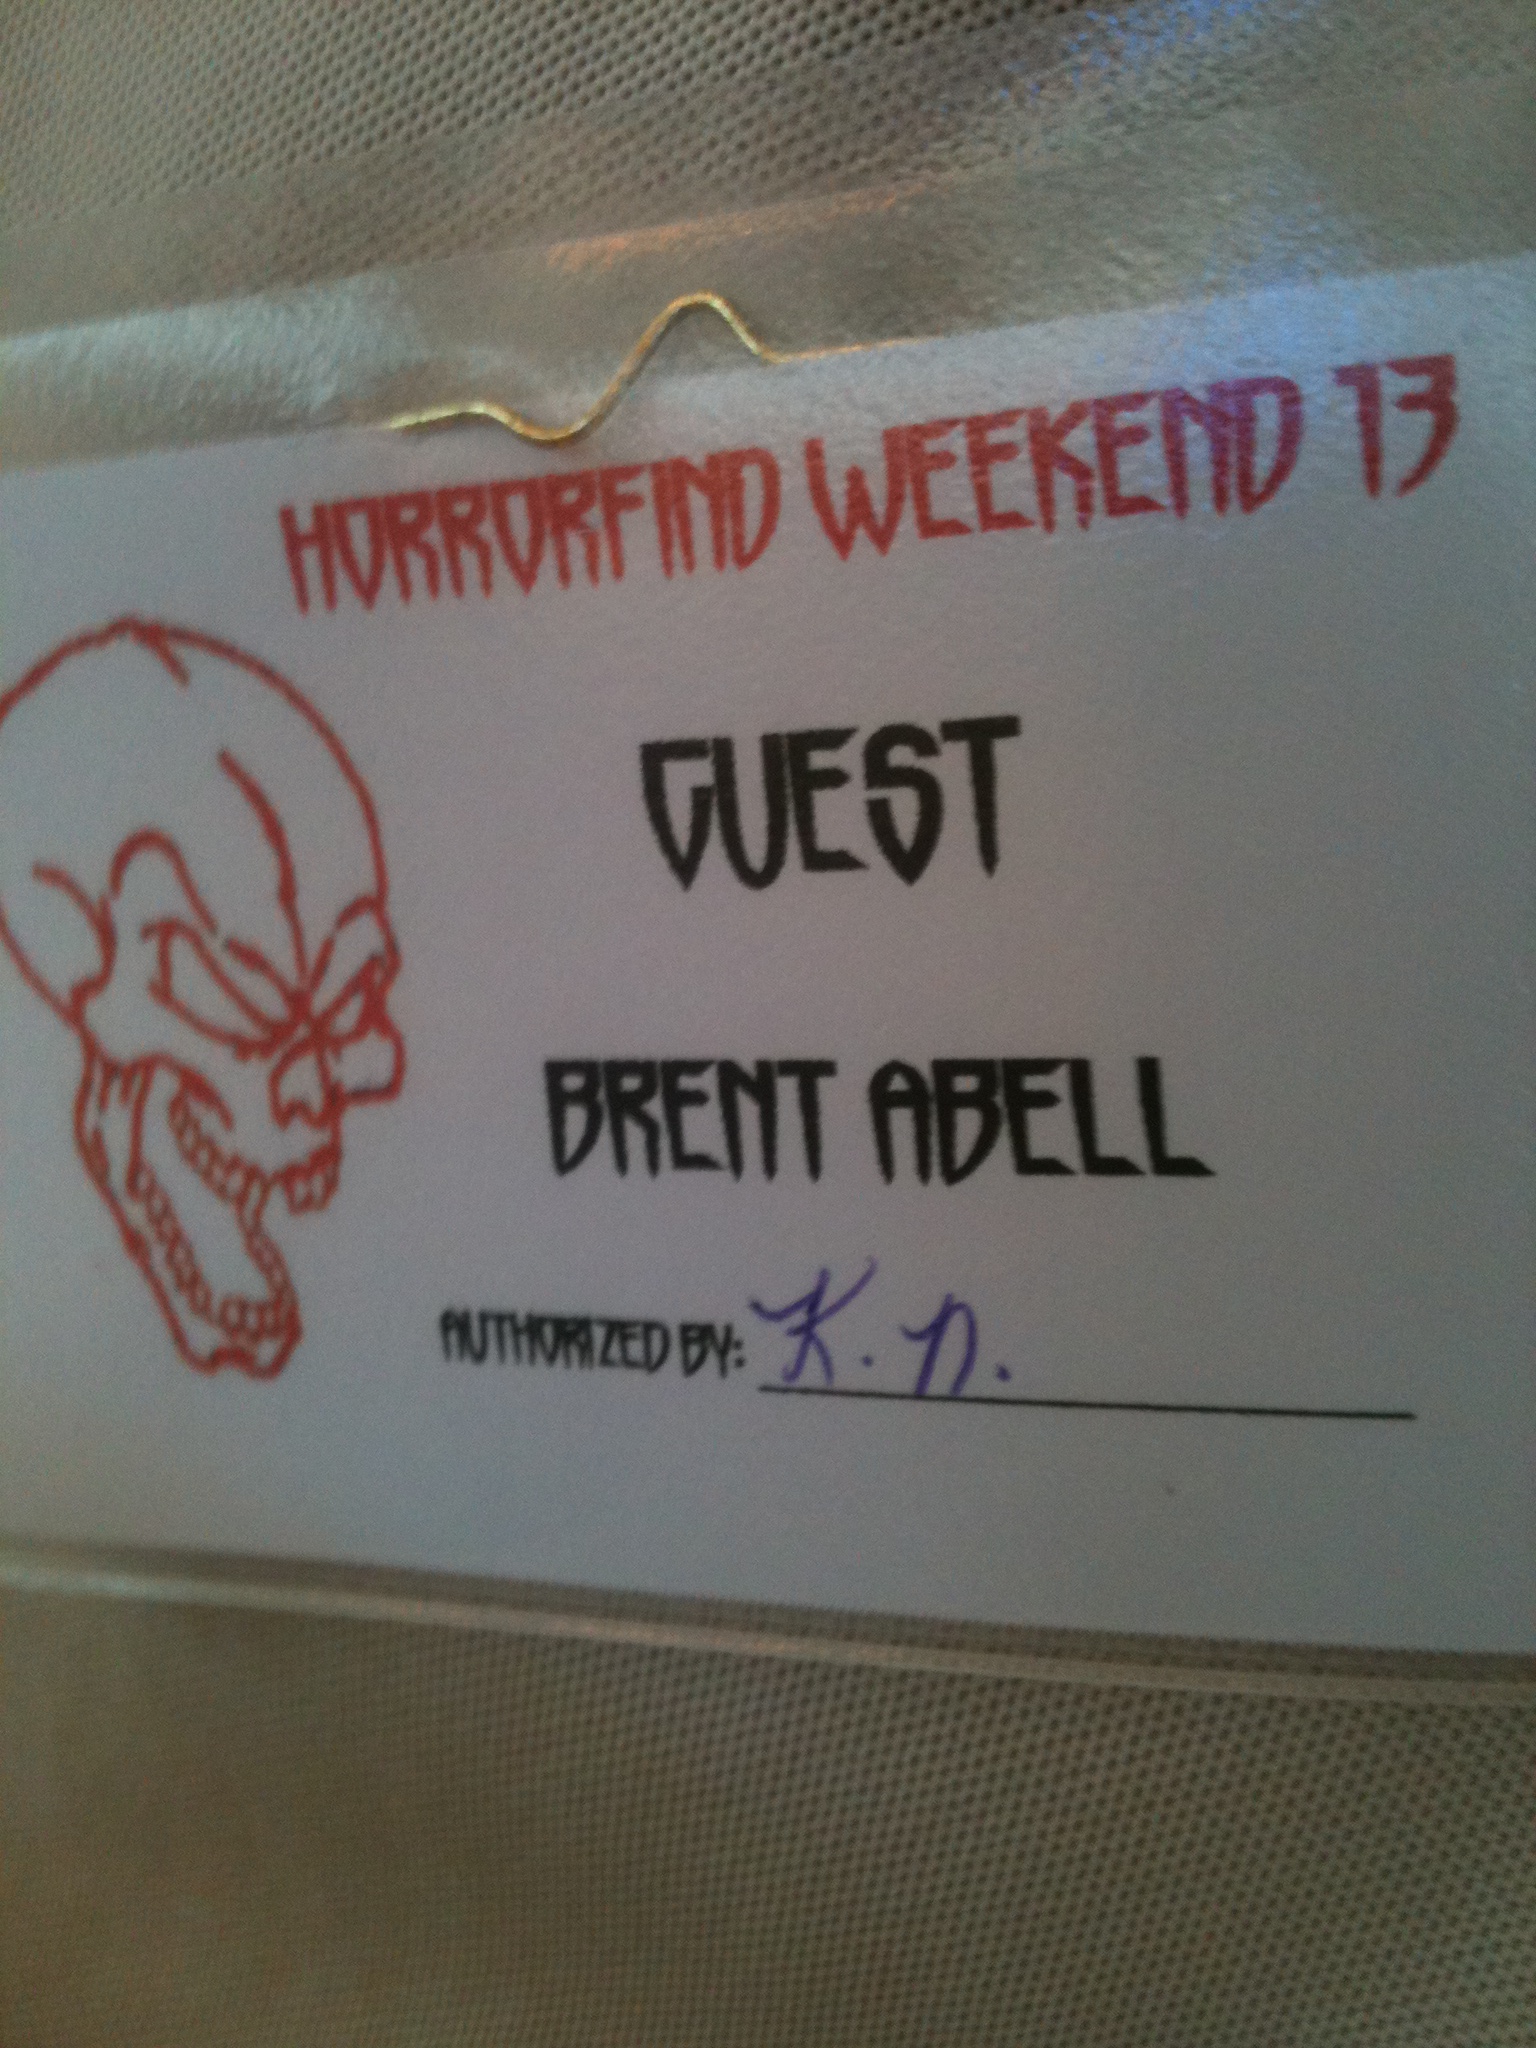 HORRORFIND WEEKEND 13
GUEST
BRENT ABELL
AUTHORIZED BY: K. N.